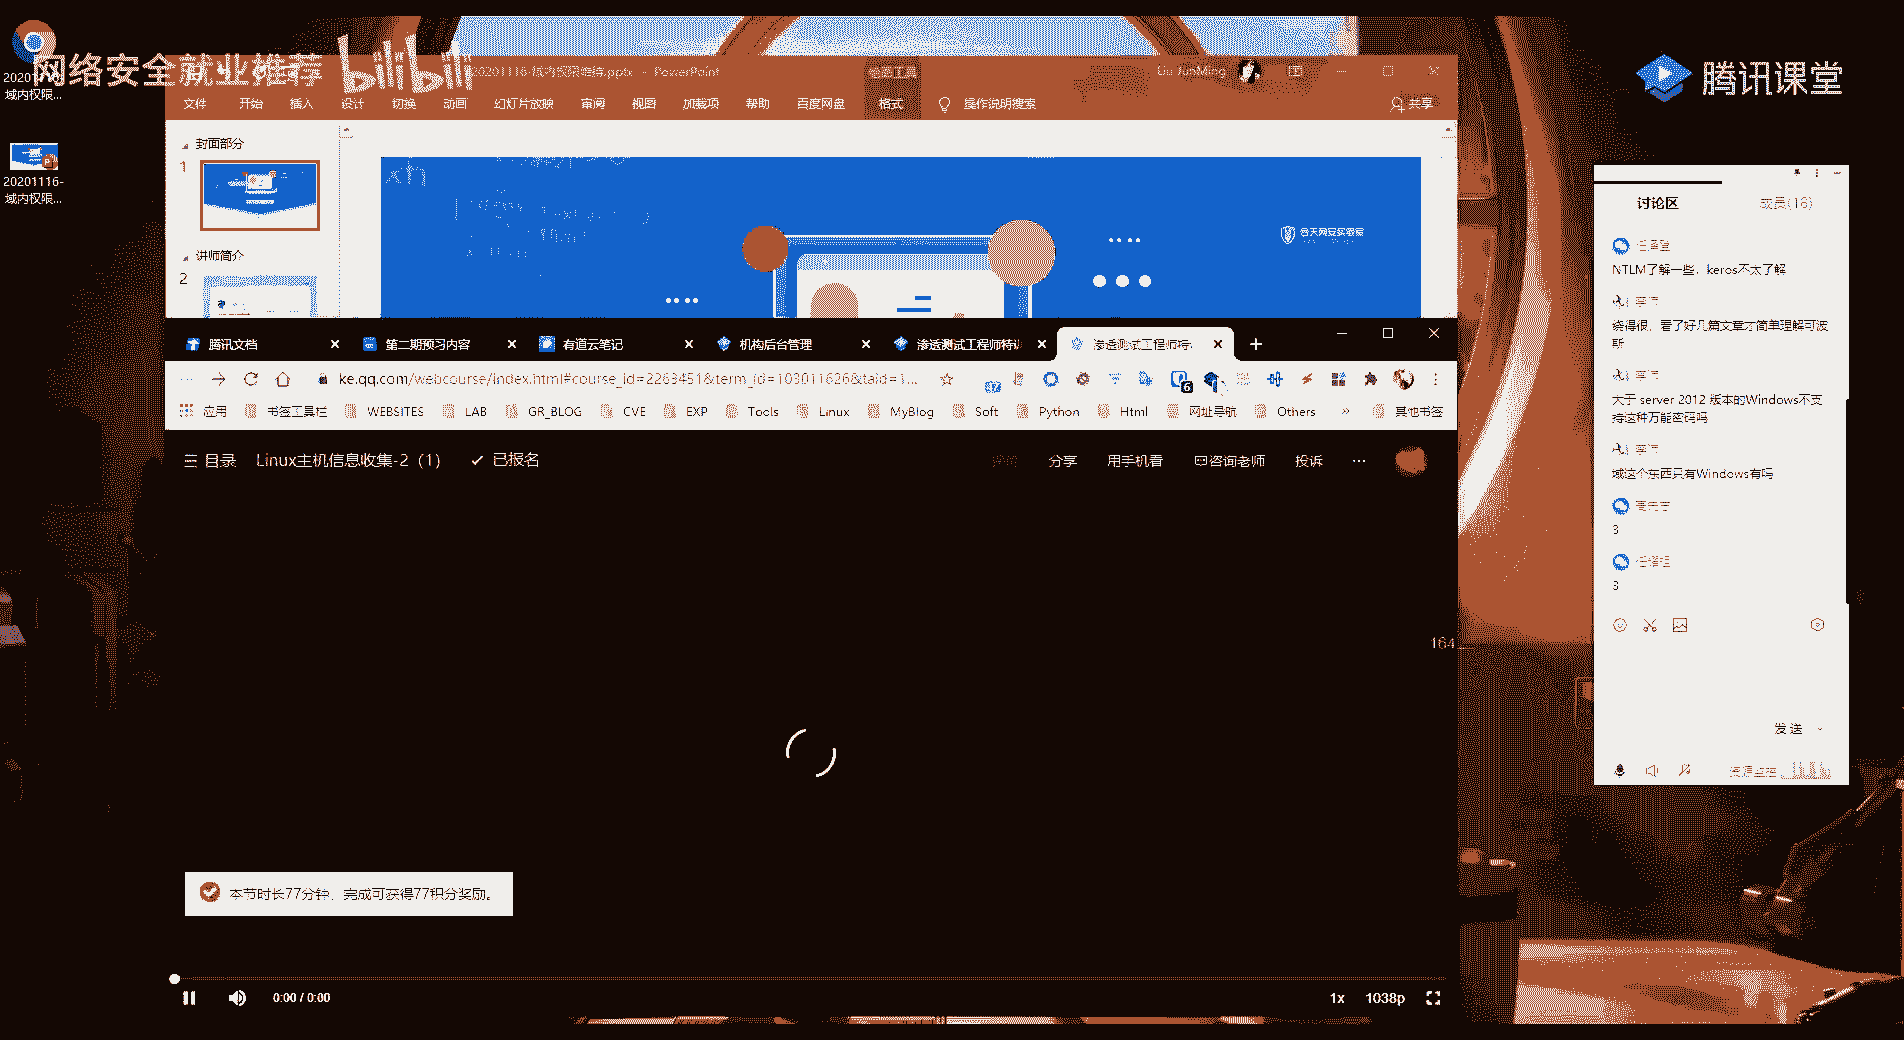 网络安全就业推荐 bilibili
域内权限...
20201116-
域内权限...
20201116-域内权限维持.pptx - PowerPoint
绘图工具
Liu JunMing
文件 开始 插入 设计 切换 动画 幻灯片放映 审阅 视图 加载项 帮助 百度网盘 格式 操作说明搜索 共享
封面部分
1
讲师简介
2
腾讯文档
第二期预习内容
有道云笔记
机构后台管理
渗透测试工程师特训
渗透测试工程师特
ke.qq.com/webcourse/index.html#course_id=2263451&term_id=103011626&taid=1...
应用 书签工具栏 WEBSITES LAB GR_BLOG CVE EXP Tools Linux MyBlog Soft Python Html 网址导航 Others » 其他书签
目录 Linux主机信息收集-2（1） 已报名
分享 用手机看 咨询老师 投诉 ...
164
本节时长77分钟，完成可获得77积分奖励。
0:00 / 0:00
1x 1038p
腾讯课堂
讨论区 成员(16)
NTLM了解一些，keros不太了解
绕得很，看了好几篇文章才简单理解可波
斯
大于 server 2012 版本的Windows不支
持这种万能密码吗
域这个东西只有Windows有吗
3
3
发送